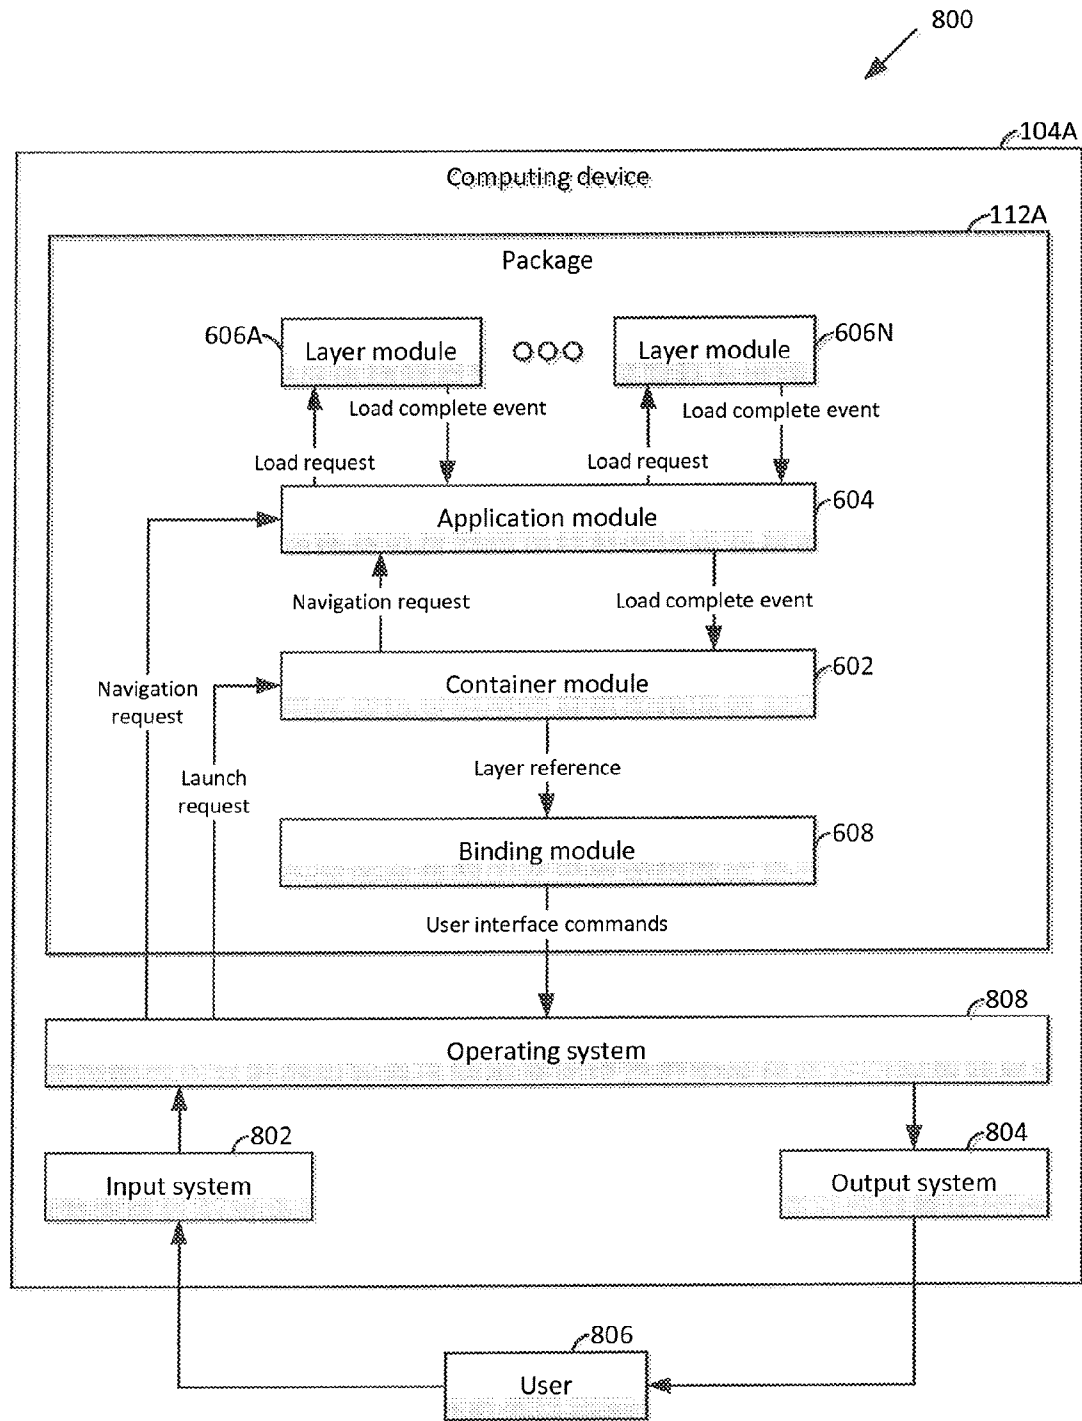 800
104A
Computing device
112A
Package
606A
Layer module
Layer module
606N
Load complete event
Load complete event
Load request
Load request
Application module
604
Navigation request
Load complete event
Container module
602
Navigation
request
Layer reference
Launch
request
Binding module
608
User interface commands
808
Operating system
802
804
Input system
Output system
806
User